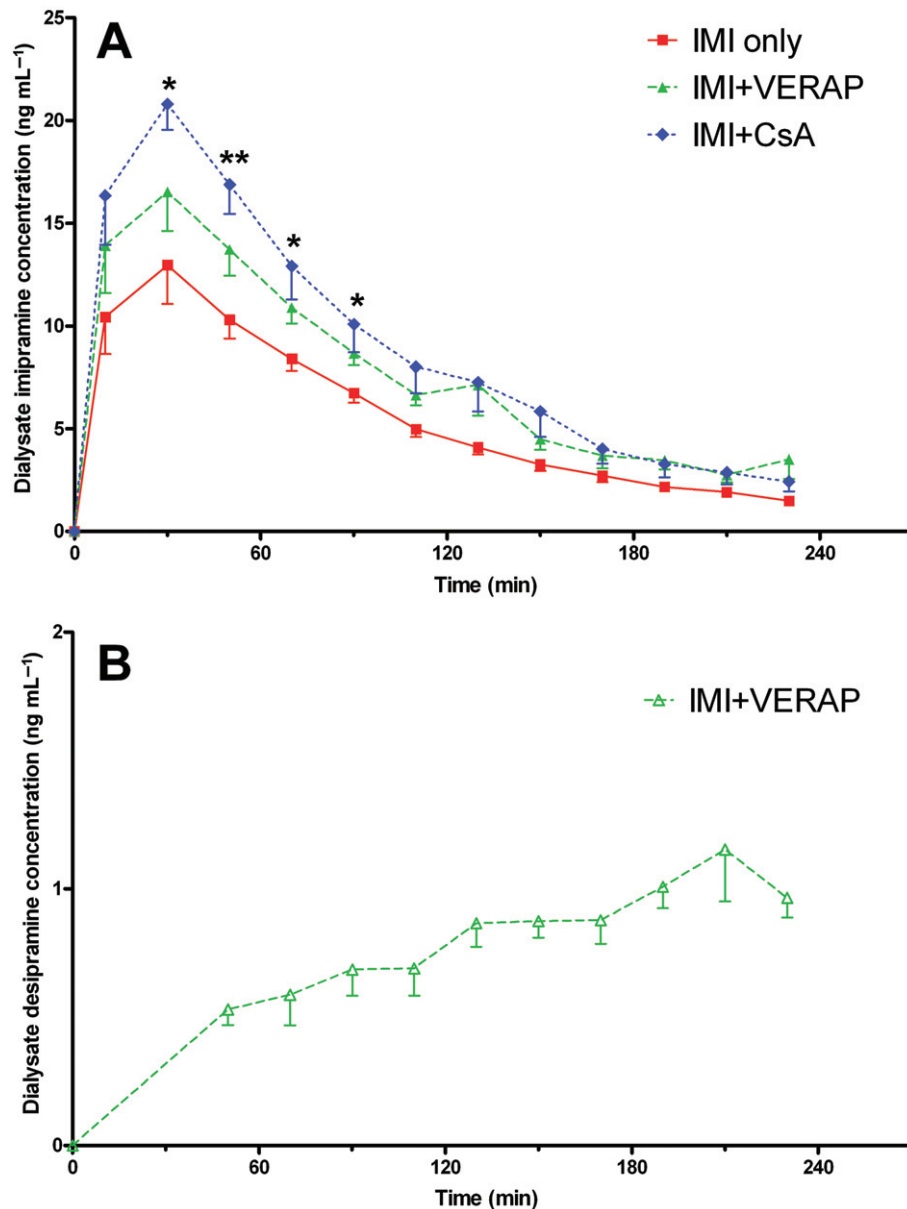 A
IMI only
IMI+VERAP
IMI+CsA
Dialysate imipramine concentration (ng mL⁻¹)
25
20
15
10
5
0
*
**
*
*
0 60 120 180 240
Time (min)
B
IMI+VERAP
Dialysate desipramine concentration (ng mL⁻¹)
2
1
0
0 60 120 180 240
Time (min)